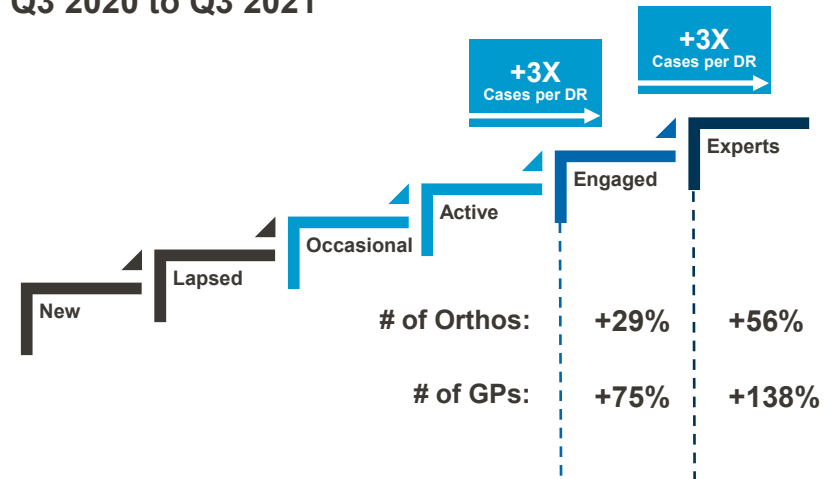 Q3 2020 to Q3 2021
+3X
Cases per DR
+3X
Cases per DR
Experts
Engaged
Active
Occasional
Lapsed
New
# of Orthos: +29% +56%
# of GPs: +75% +138%